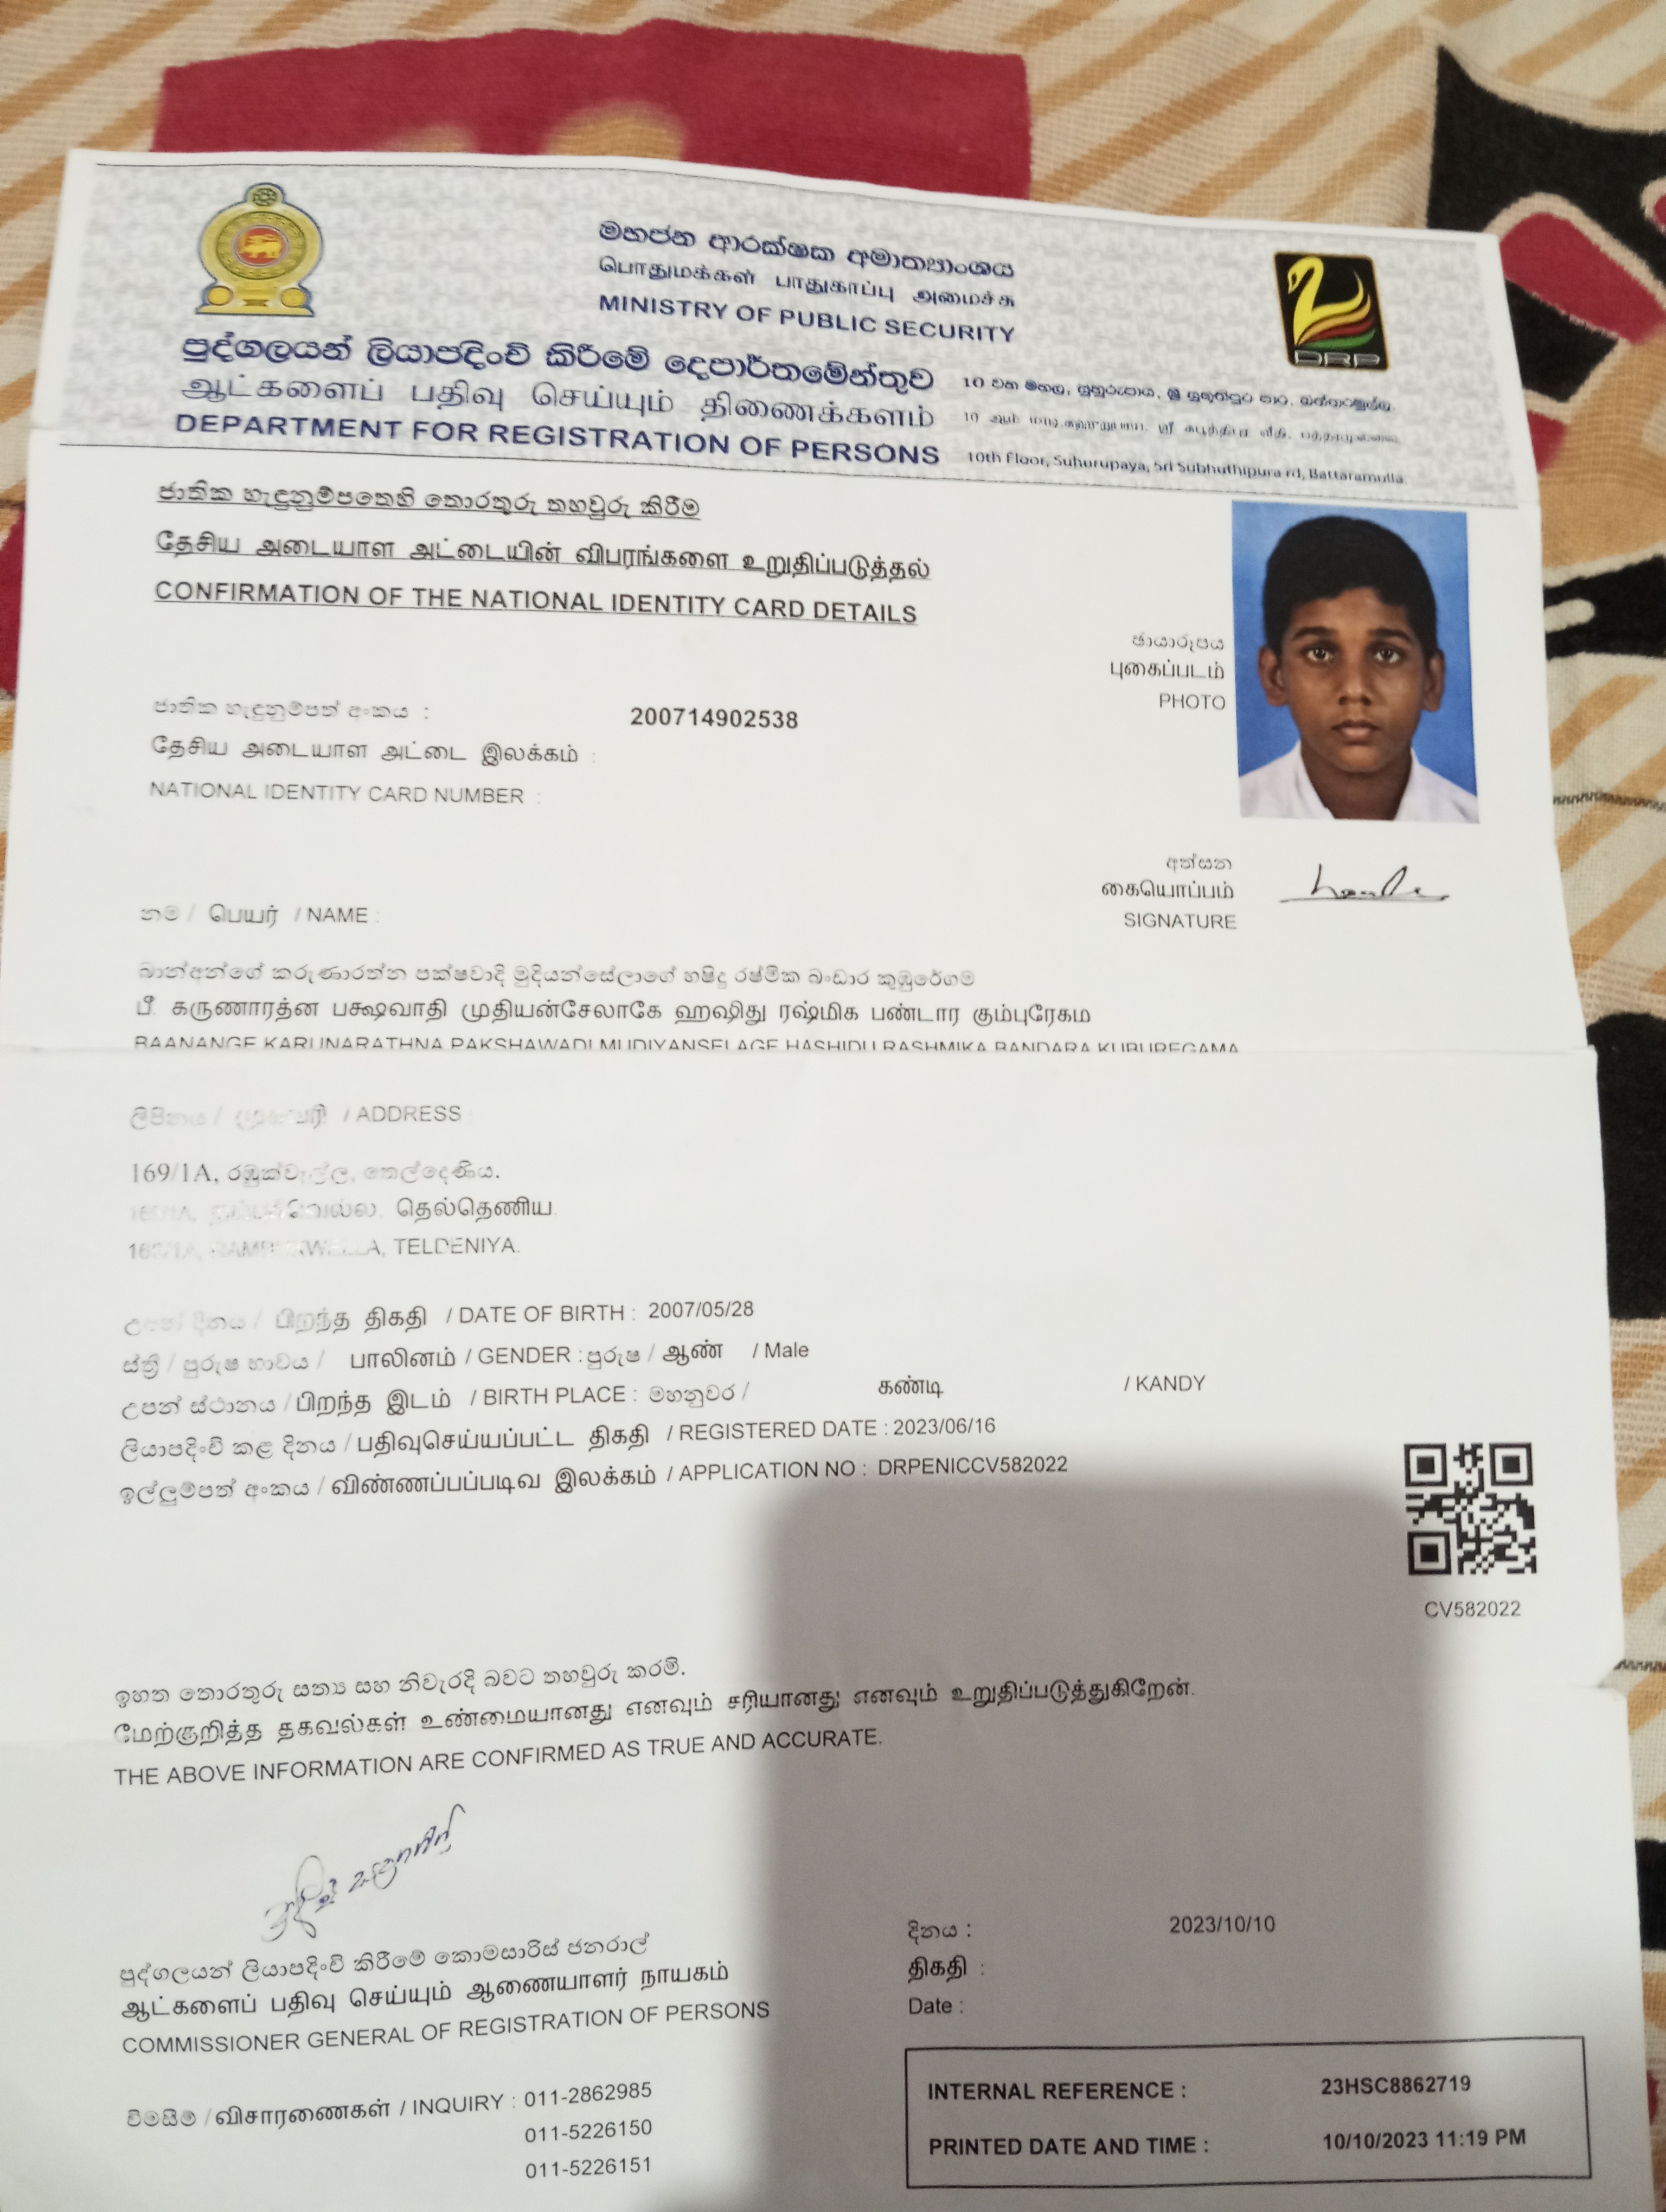 මහජන ආරක්ෂක අමාත්‍යාංශය
பொதுமக்கள் பாதுகாப்பு அமைச்சு
MINISTRY OF PUBLIC SECURITY
DRP
පුද්ගලයන් ලියාපදිංචි කිරීමේ දෙපාර්තමේන්තුව
ஆட்களைப் பதிவு செய்யும் திணைக்களம்
DEPARTMENT FOR REGISTRATION OF PERSONS
10 වන මහල, සුහුරුපාය, ශ්‍රී සුභූතිපුර පාර, බත්තරමුල්ල.
10th Floor, Suhurupaya, Sri Subhuthipura rd, Battaramulla.
ජාතික හැඳුනුම්පතෙහි තොරතුරු තහවුරු කිරීම
தேசிய அடையாள அட்டையின் விபரங்களை உறுதிப்படுத்தல்
CONFIRMATION OF THE NATIONAL IDENTITY CARD DETAILS
ඡායාරූපය
புகைப்படம்
PHOTO
ජාතික හැඳුනුම්පත් අංකය : 200714902538
தேசிய அடையாள அட்டை இலக்கம் :
NATIONAL IDENTITY CARD NUMBER :
අත්සන
கையொப்பம்
SIGNATURE
නම / பெயர் / NAME :
බාන්අන්ගේ කරුණාරත්න පක්ෂවාදි මුදියන්සේලාගේ හෂිදු රෂ්මික බංඩාර කුඹුරේගම
பீ. கருணாரத்ன பக்ஷவாதி முதியன்சேலாகே ஹஷிது ரஷ்மிக பண்டார கும்புரேகம
BAANANGE KARUNARATHNA PAKSHAWADI MUDIYANSELAGE HASHIDU RASHMIKA BANDARA KUBUREGAMA
ලිපිනය / / ADDRESS
169/1A, රඹුක්වැල්ල, තෙල්දෙණිය.
தெல்தெணிய.
TELDENIYA.
උපන් දිනය / பிறந்த திகதி / DATE OF BIRTH : 2007/05/28
ස්ත්‍රී / පුරුෂ භාවය / பாலினம் / GENDER : පුරුෂ / ஆண் / Male
උපන් ස්ථානය / பிறந்த இடம் / BIRTH PLACE : මහනුවර / கண்டி / KANDY
ලියාපදිංචි කළ දිනය / பதிவுசெய்யப்பட்ட திகதி / REGISTERED DATE : 2023/06/16
ඉල්ලුම්පත් අංකය / விண்ணப்பப்படிவ இலக்கம் / APPLICATION NO : DRPENICCV582022
CV582022
ඉහත තොරතුරු සත්‍ය සහ නිවැරදි බවට තහවුරු කරමි.
மேற்குறித்த தகவல்கள் உண்மையானது எனவும் சரியானது எனவும் உறுதிப்படுத்துகிறேன்.
THE ABOVE INFORMATION ARE CONFIRMED AS TRUE AND ACCURATE.
පුද්ගලයන් ලියාපදිංචි කිරීමේ කොමසාරිස් ජනරාල්
ஆட்களைப் பதிவு செய்யும் ஆணையாளர் நாயகம்
COMMISSIONER GENERAL OF REGISTRATION OF PERSONS
දිනය : 2023/10/10
திகதி :
Date :
විමසීම් / விசாரணைகள் / INQUIRY : 011-2862985
011-5226150
011-5226151
INTERNAL REFERENCE : 23HSC8862719
PRINTED DATE AND TIME : 10/10/2023 11:19 PM